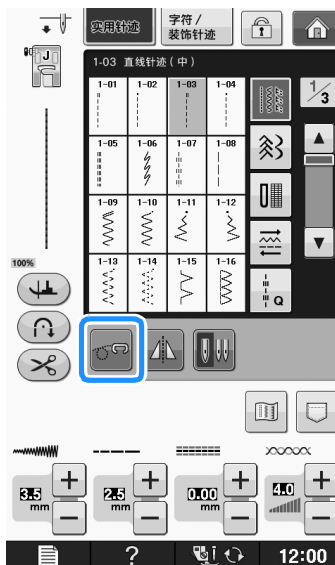 实用针迹
字符 /
装饰针迹
J
1-03 直线针迹（中）
1/3
1-01 1-02 1-03 1-04
1-05 1-06 1-07 1-08
1-09 1-10 1-11 1-12
1-13 1-14 1-15 1-16
Q
100%
3.5 mm
2.5 mm
0.00 mm
4.0
+ + + +
− − − −
? 12:00